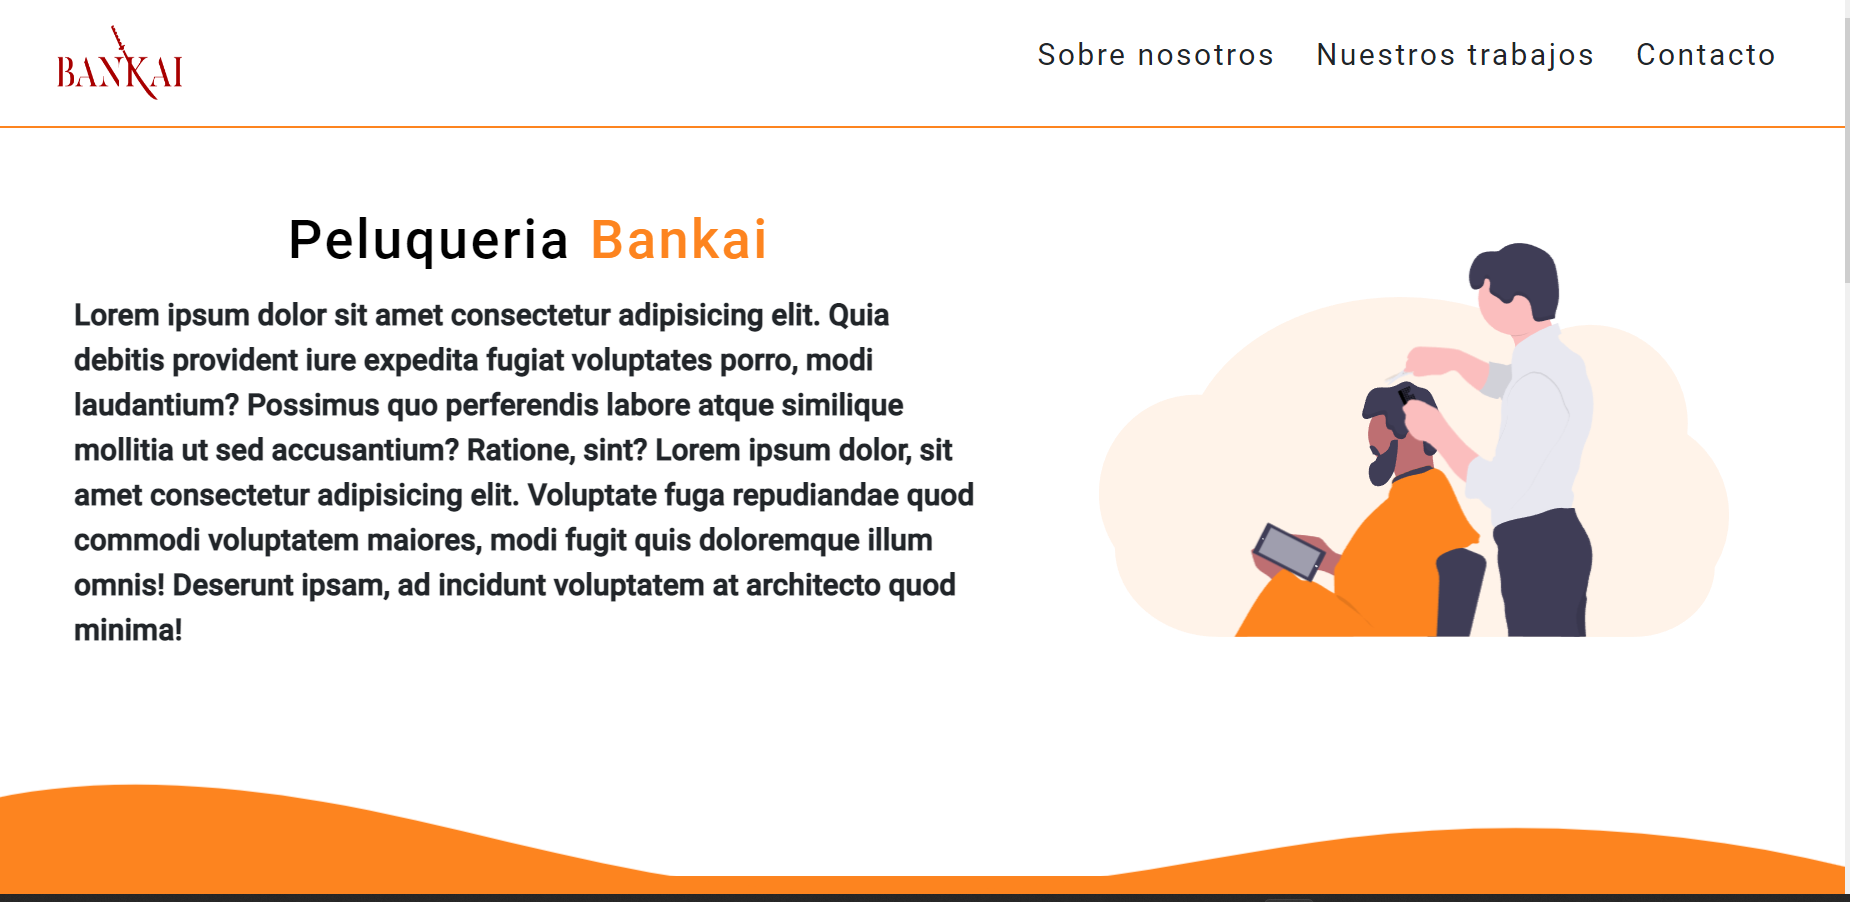 BANKAI
Sobre nosotros Nuestros trabajos Contacto
Peluqueria Bankai
Lorem ipsum dolor sit amet consectetur adipisicing elit. Quia
debitis provident iure expedita fugiat voluptates porro, modi
laudantium? Possimus quo perferendis labore atque similique
mollitia ut sed accusantium? Ratione, sint? Lorem ipsum dolor, sit
amet consectetur adipisicing elit. Voluptate fuga repudiandae quod
commodi voluptatem maiores, modi fugit quis doloremque illum
omnis! Deserunt ipsam, ad incidunt voluptatem at architecto quod
minima!